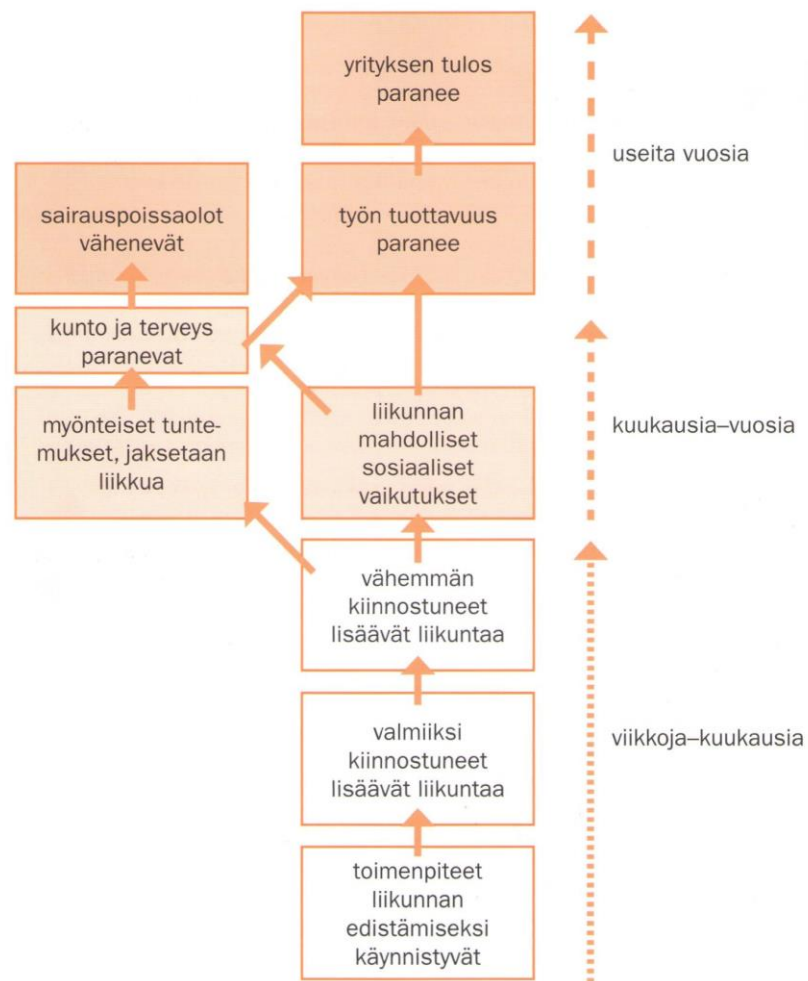 yrityksen tulos
paranee
useita vuosia
sairauspoissaolot
vähenevät
työn tuottavuus
paranee
kunto ja terveys
paranevat
myönteiset tunte-
mukset, jaksetaan
liikkua
liikunnan
mahdolliset
sosiaaliset
vaikutukset
kuukausia–vuosia
vähemmän
kiinnostuneet
lisäävät liikuntaa
valmiiksi
kiinnostuneet
lisäävät liikuntaa
viikkoja–kuukausia
toimenpiteet
liikunnan
edistämiseksi
käynnistyvät